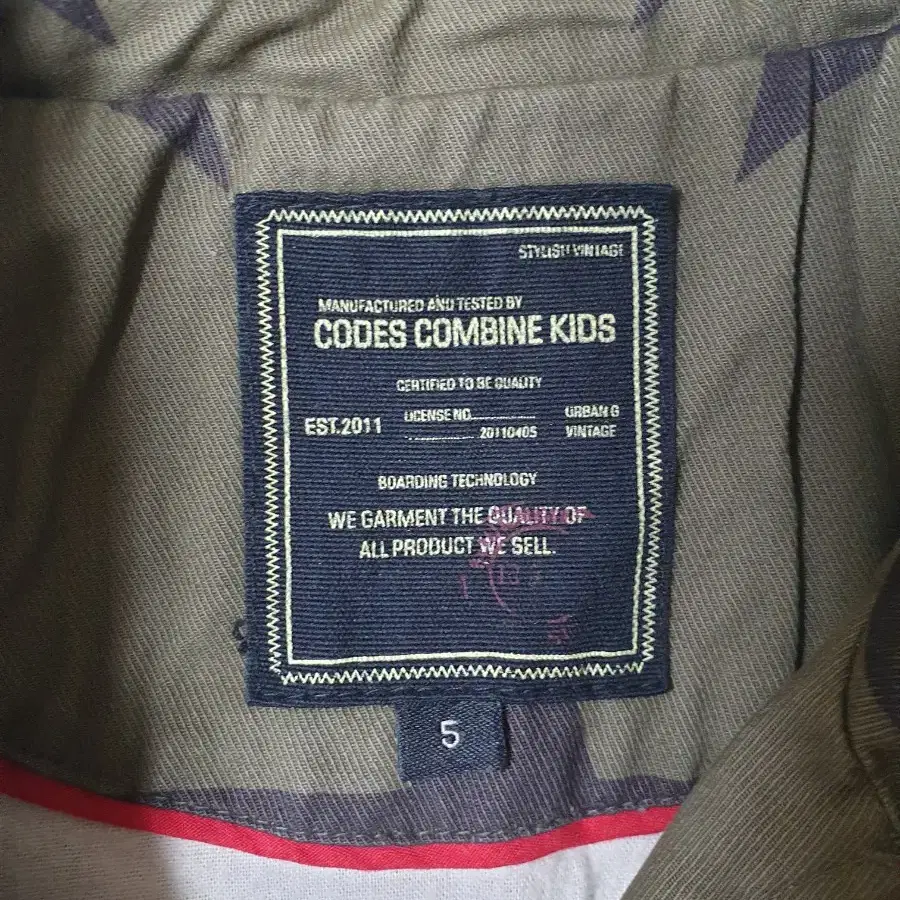 STYLISH VINTAGE
MANUFACTURED AND TESTED BY
CODES COMBINE KIDS
CERTIFIED TO BE QUALITY
EST.2011
LICENSE NO.
20110405
URBAN G
VINTAGE
BOARDING TECHNOLOGY
WE GARMENT THE QUALITY OF
ALL PRODUCT WE SELL.
5